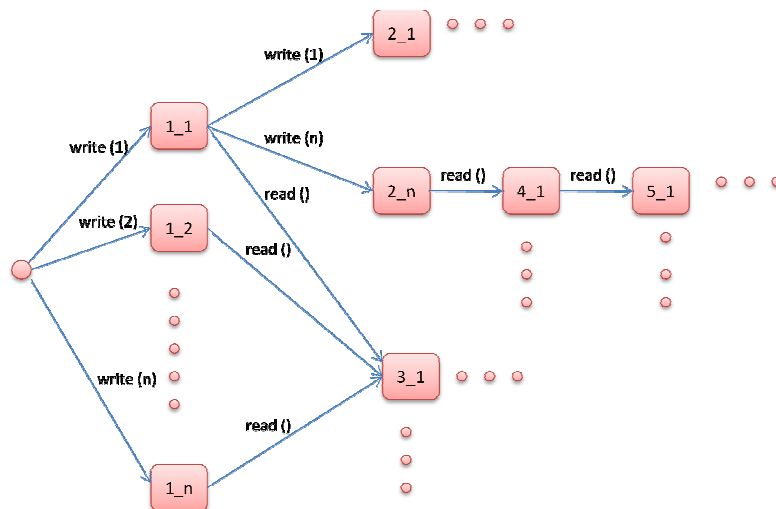 2_1
write (1)
1_1
write (n)
write (1)
read ()
read ()
read ()
2_n
4_1
5_1
write (2)
1_2
read ()
3_1
write (n)
read ()
1_n